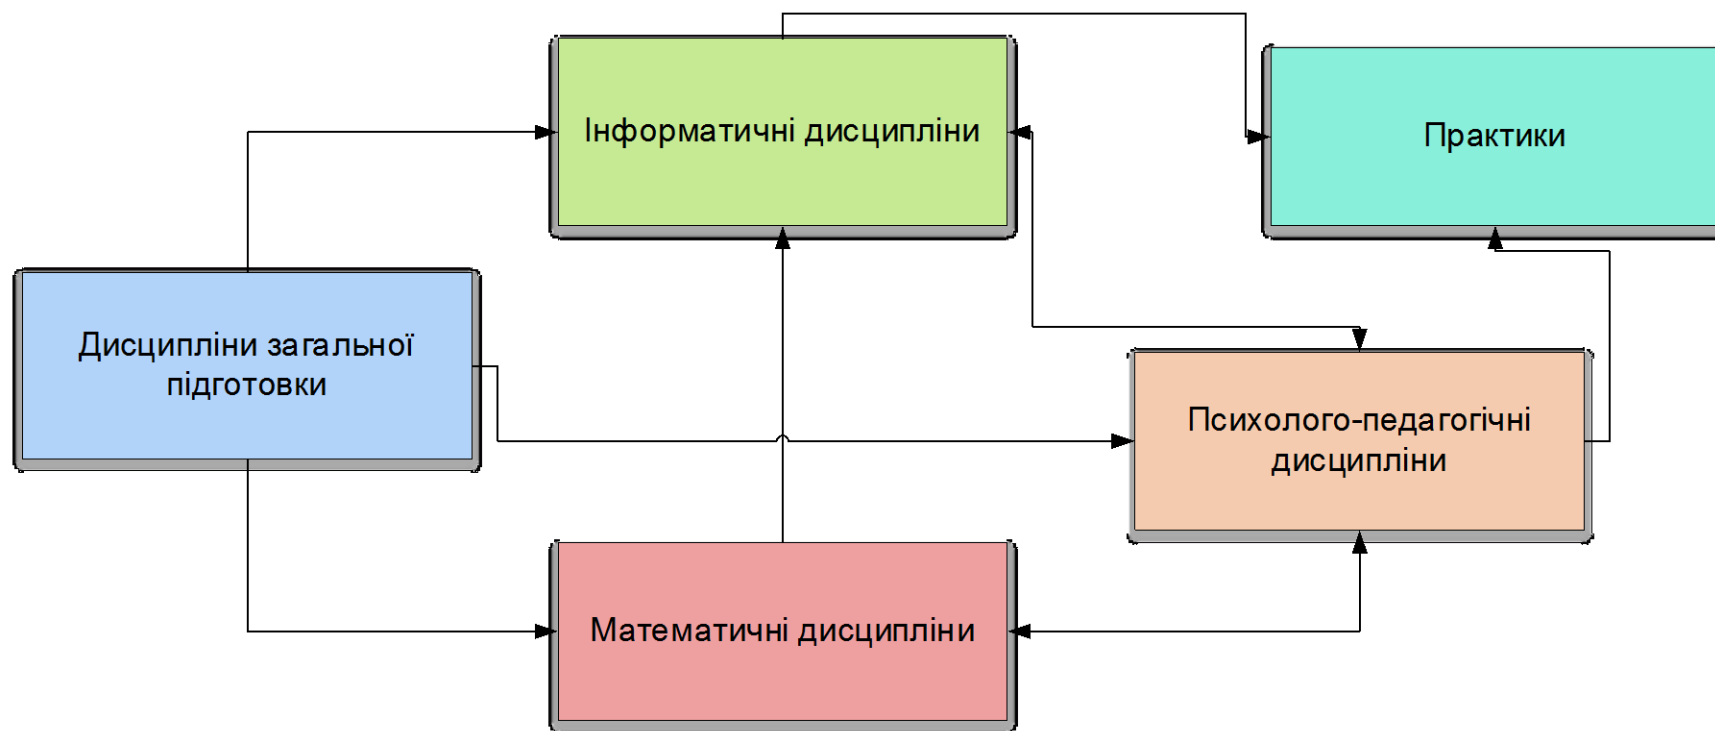 Інформатичні дисципліни
Практики
Дисципліни загальної
підготовки
Психолого-педагогічні
дисципліни
Математичні дисципліни